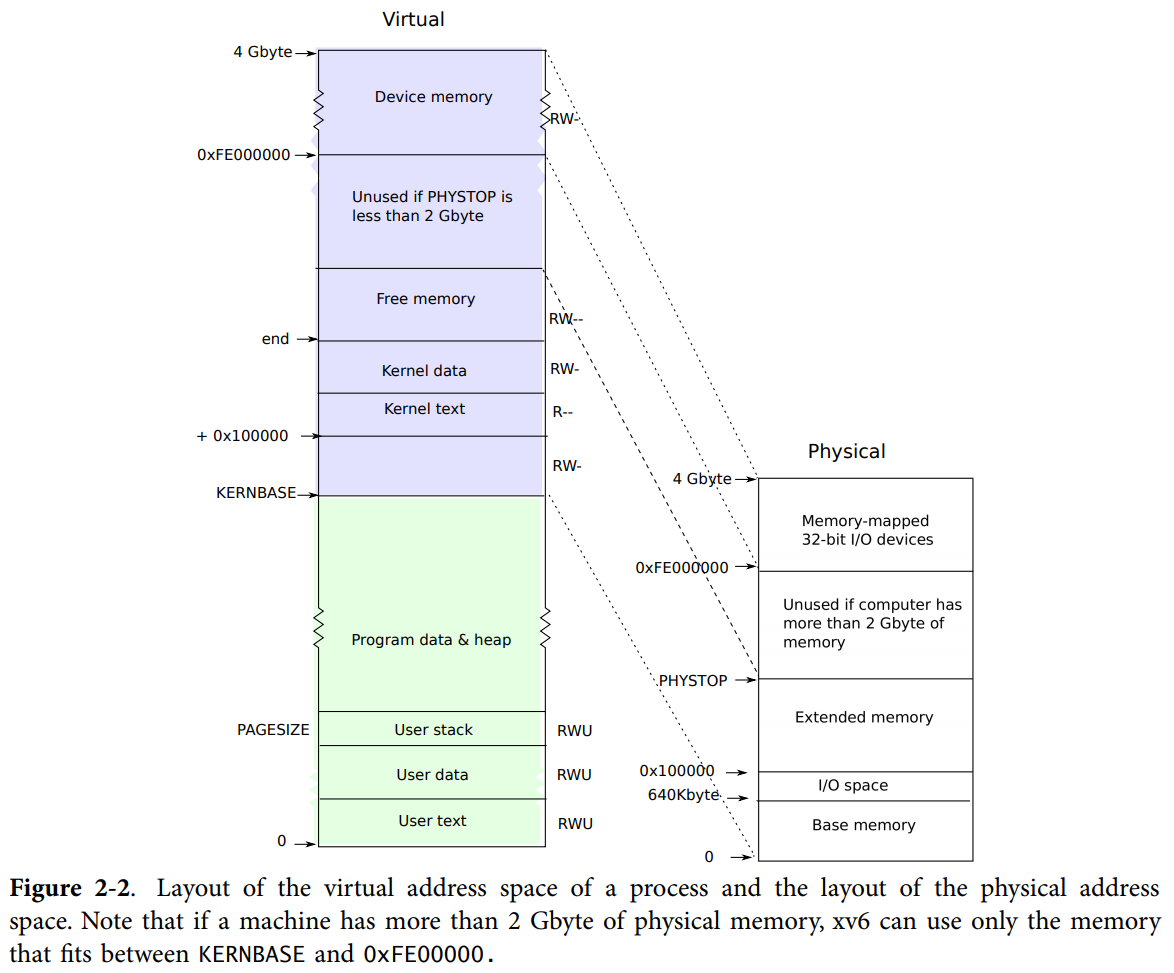 Virtual
4 Gbyte
Device memory
RW-
0xFE000000
Unused if PHYSTOP is
less than 2 Gbyte
Free memory
RW--
end
Kernel data
RW-
Kernel text
R--
+ 0x100000
RW-
KERNBASE
Program data & heap
PAGESIZE
User stack
RWU
User data
RWU
User text
RWU
0
Physical
4 Gbyte
Memory-mapped
32-bit I/O devices
0xFE000000
Unused if computer has
more than 2 Gbyte of
memory
PHYSTOP
Extended memory
0x100000
I/O space
640Kbyte
Base memory
0
Figure 2-2. Layout of the virtual address space of a process and the layout of the physical address
space. Note that if a machine has more than 2 Gbyte of physical memory, xv6 can use only the memory
that fits between KERNBASE and 0xFE00000.